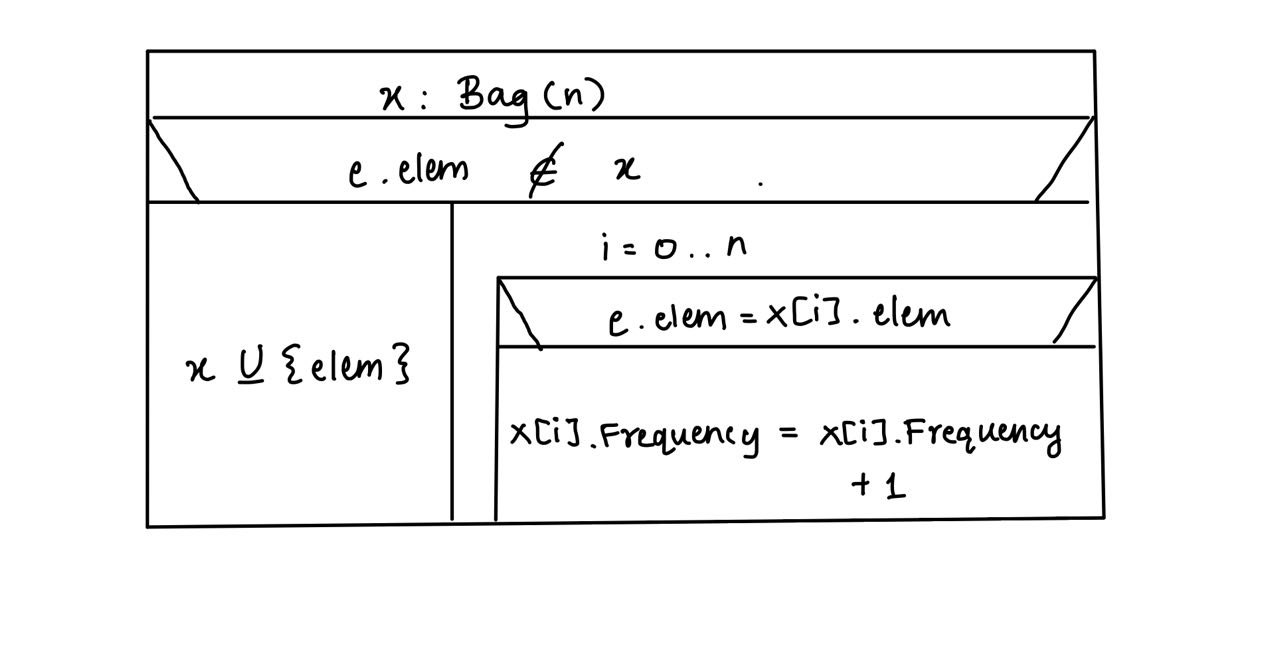 x : Bag (n)
e . elem ∉ x .
i = 0 . . n
e . elem = x[i] . elem
x ⊍ {elem}
x[i] . Frequency = x[i] . Frequency
+ 1